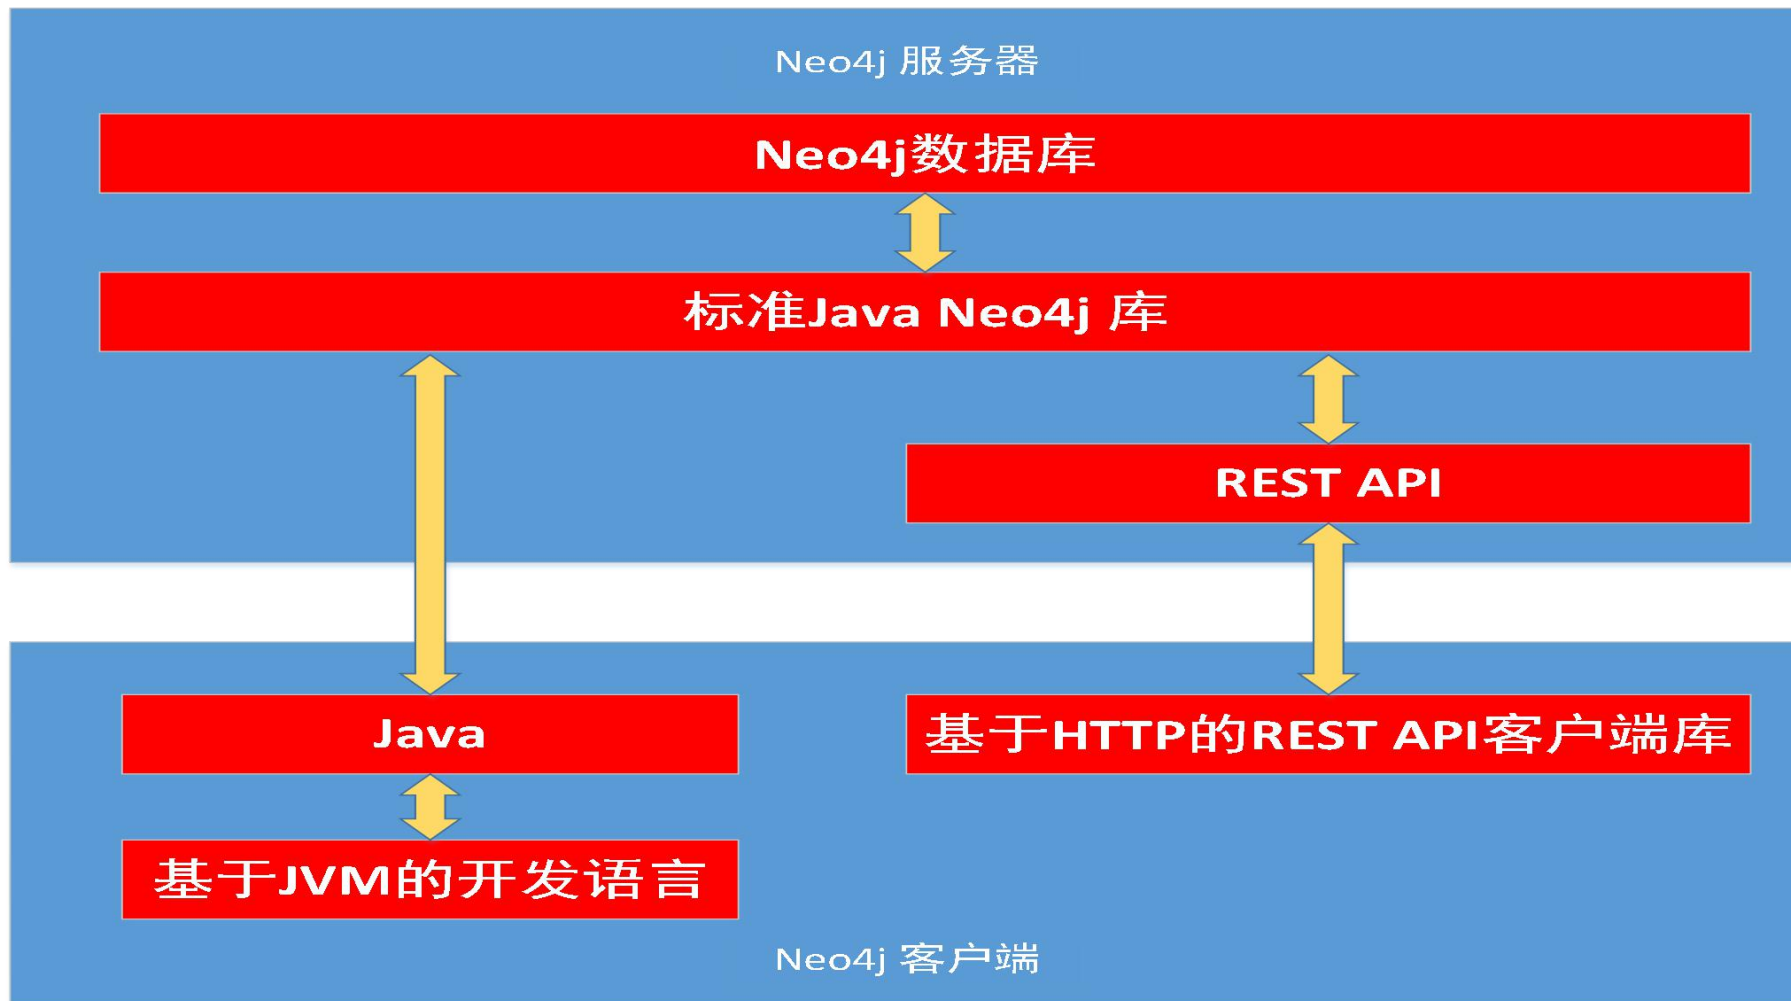 Neo4j 服务器
Neo4j数据库
标准Java Neo4j 库
REST API
Java
基于HTTP的REST API客户端库
基于JVM的开发语言
Neo4j 客户端